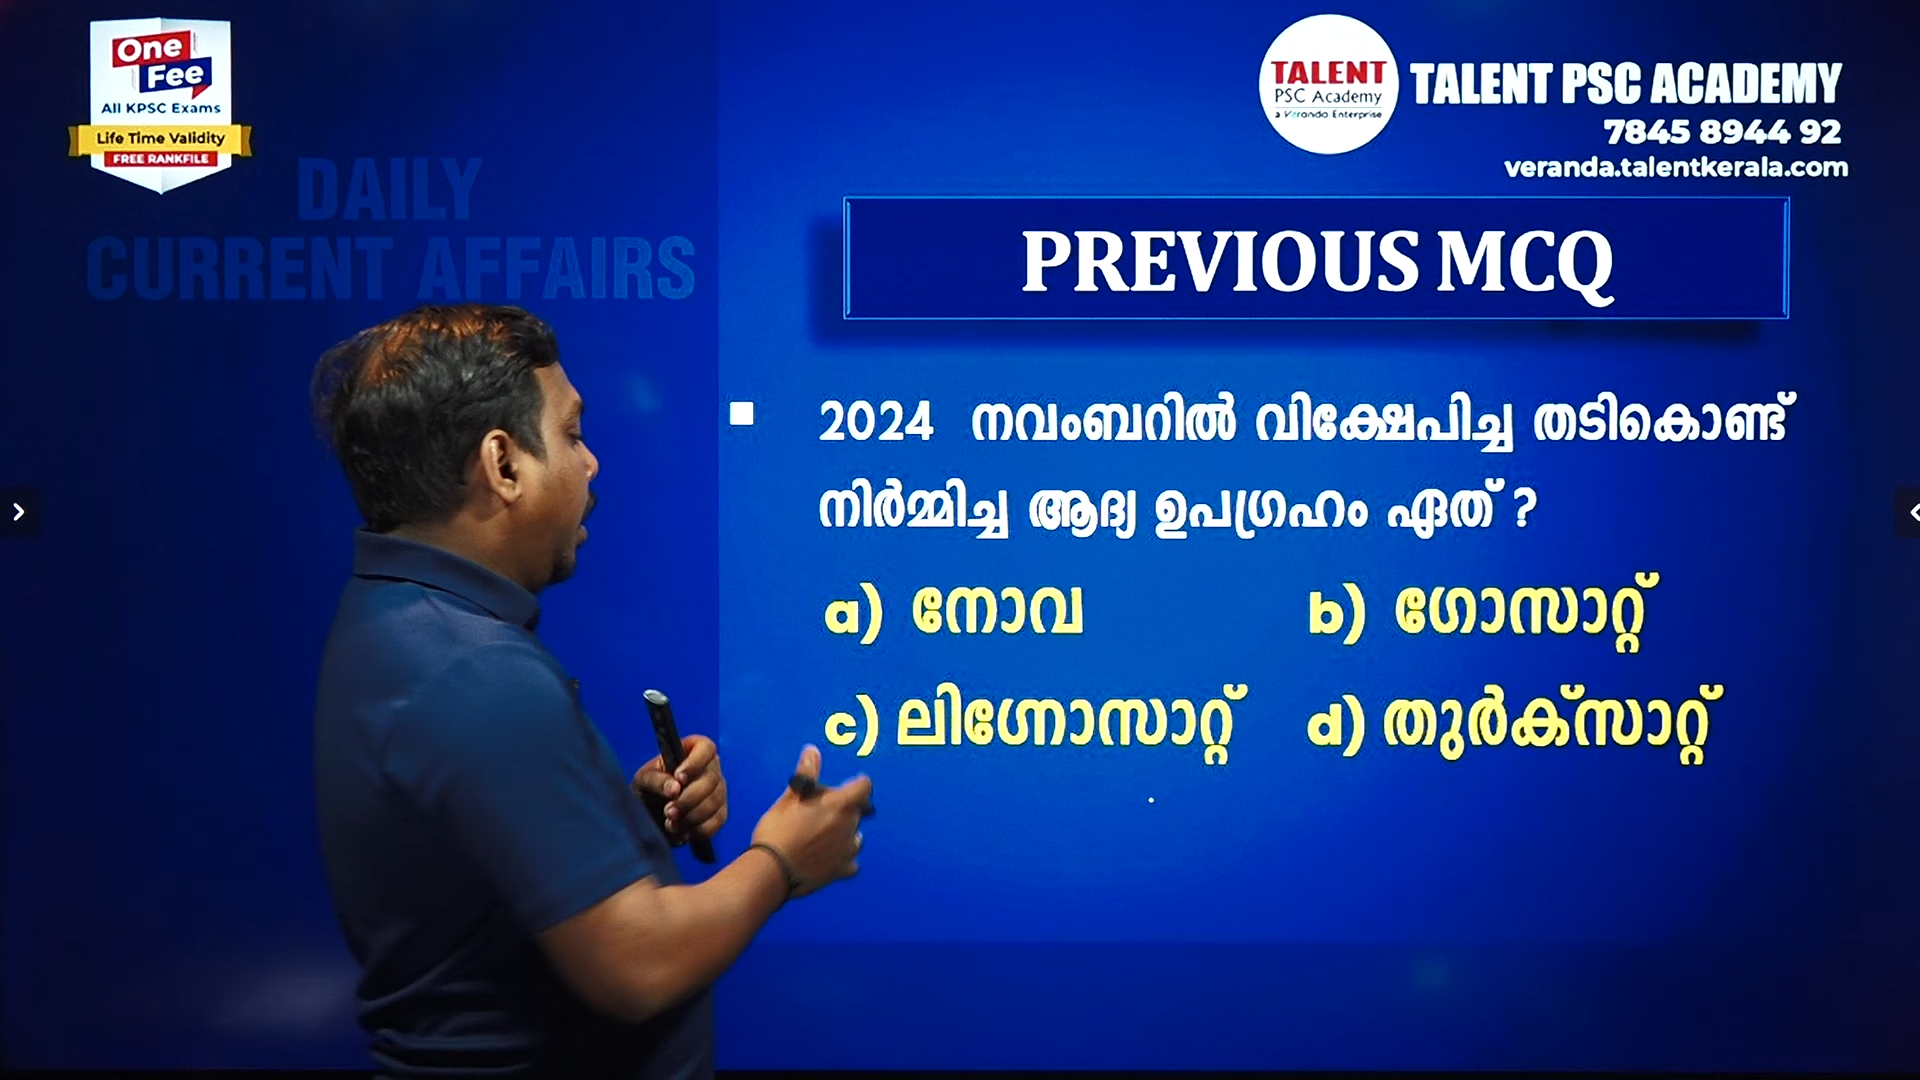 One
Fee
All KPSC Exams
Life Time Validity
FREE RANKFILE
TALENT
PSC Academy
a Veranda Enterprise
TALENT PSC ACADEMY
7845 8944 92
veranda.talentkerala.com
DAILY
CURRENT AFFAIRS
PREVIOUS MCQ
2024 നവംബറിൽ വിക്ഷേപിച്ച തടികൊണ്ട്
നിർമ്മിച്ച ആദ്യ ഉപഗ്രഹം ഏത് ?
a) നോവ b) ഗോസാറ്റ്
c) ലിഗ്നോസാറ്റ് d) തുർക്സാറ്റ്